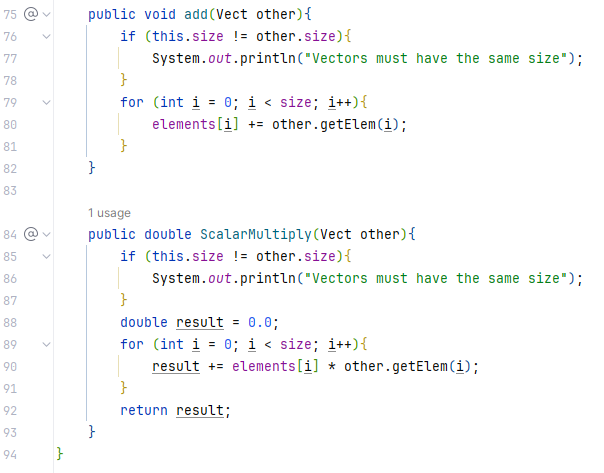 75 @ public void add(Vect other){
76 if (this.size != other.size){
77 System.out.println("Vectors must have the same size");
78 }
79 for (int i = 0; i < size; i++){
80 elements[i] += other.getElem(i);
81 }
82 }
83
1 usage
84 @ public double ScalarMultiply(Vect other){
85 if (this.size != other.size){
86 System.out.println("Vectors must have the same size");
87 }
88 double result = 0.0;
89 for (int i = 0; i < size; i++){
90 result += elements[i] * other.getElem(i);
91 }
92 return result;
93 }
94 }